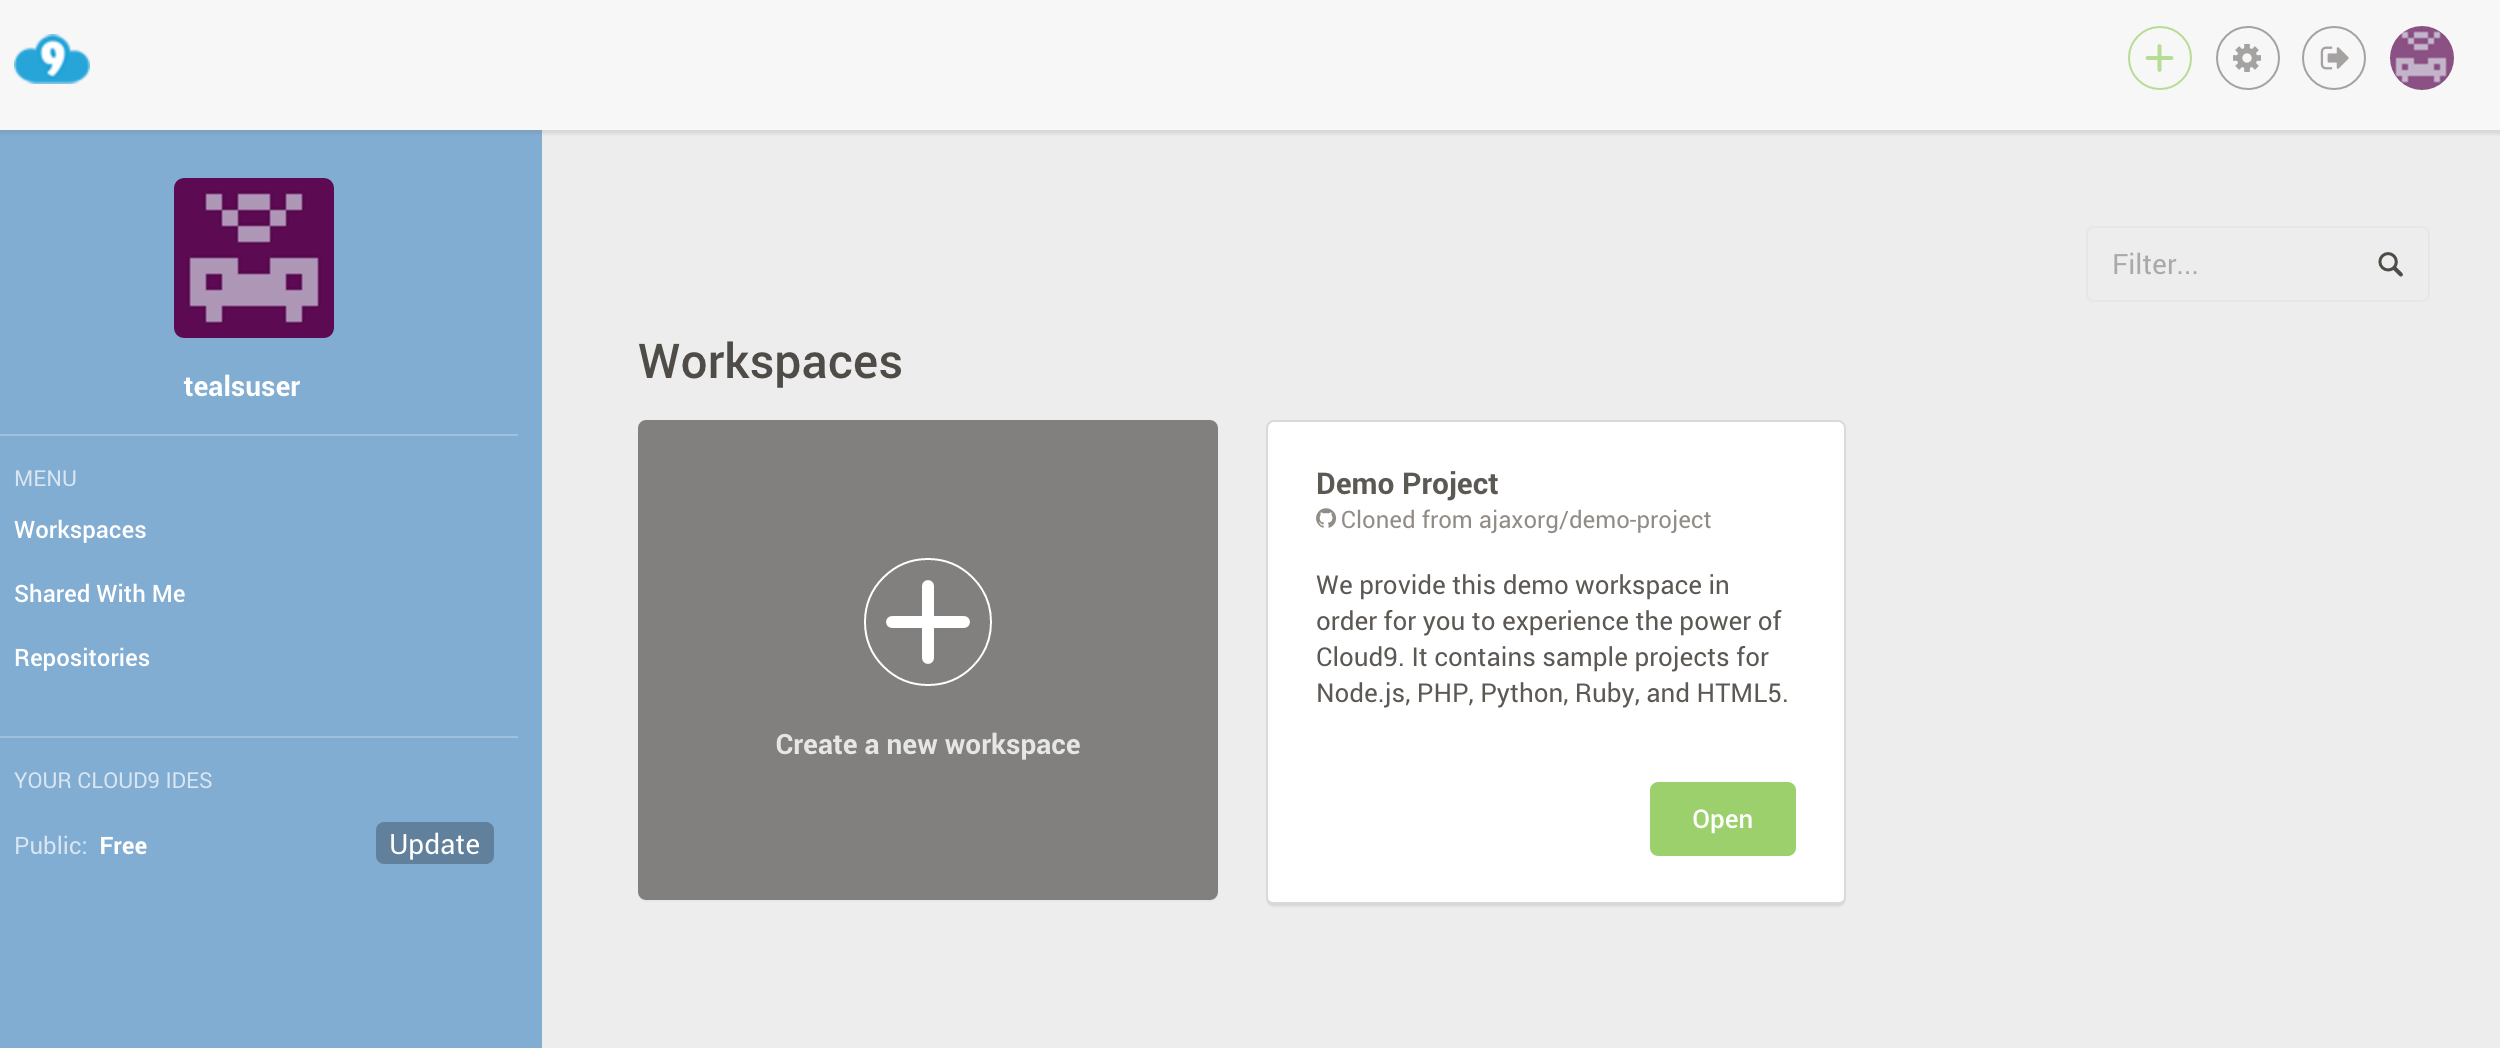 9
tealsuser
MENU
Workspaces
Shared With Me
Repositories
YOUR CLOUD9 IDES
Public: Free
Update
Filter...
Workspaces
Create a new workspace
Demo Project
Cloned from ajaxorg/demo-project
We provide this demo workspace in
order for you to experience the power of
Cloud9. It contains sample projects for
Node.js, PHP, Python, Ruby, and HTML5.
Open